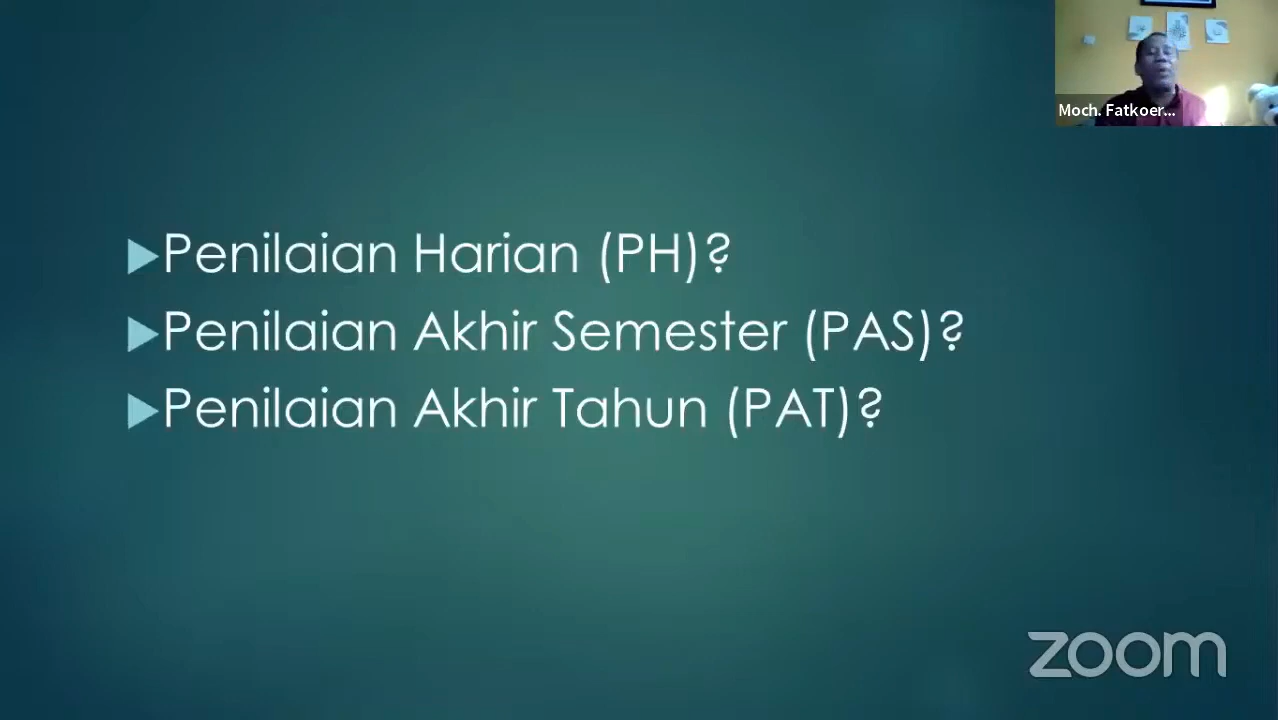 Moch. Fatkoer...
Penilaian Harian (PH)?
Penilaian Akhir Semester (PAS)?
Penilaian Akhir Tahun (PAT)?
zoom